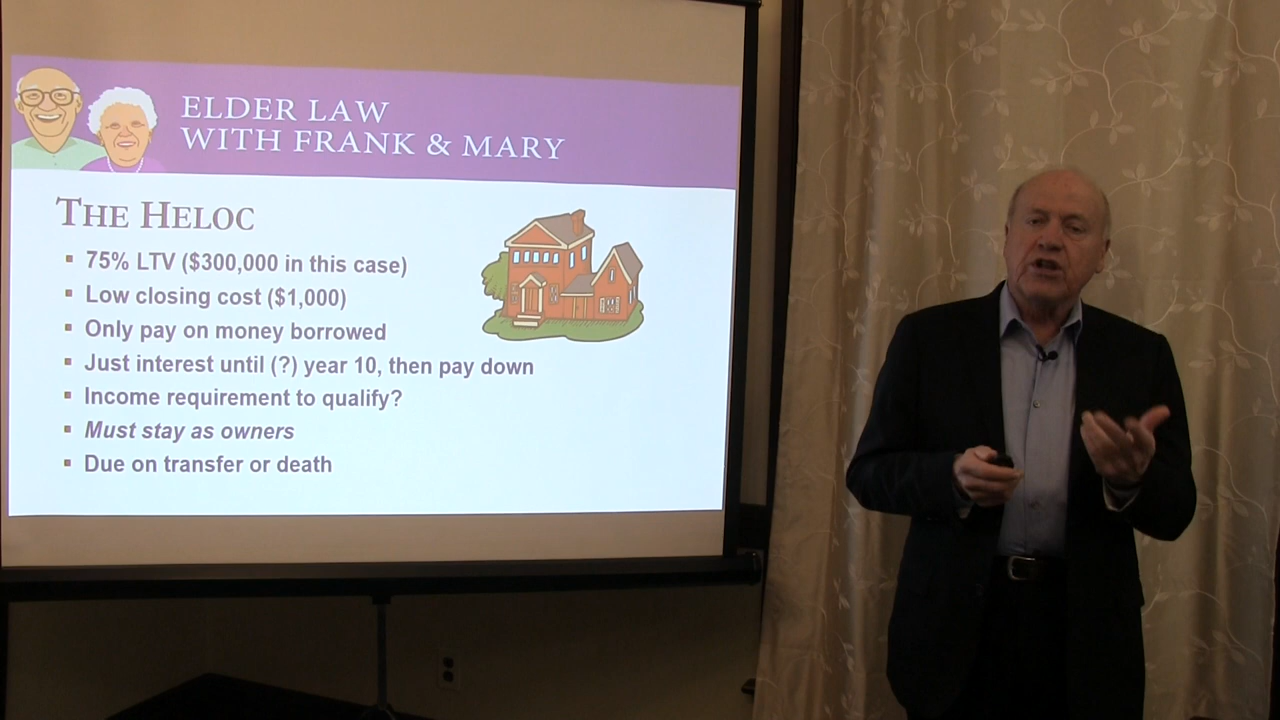 ELDER LAW
WITH FRANK & MARY
THE HELOC
▪ 75% LTV ($300,000 in this case)
▪ Low closing cost ($1,000)
▪ Only pay on money borrowed
▪ Just interest until (?) year 10, then pay down
▪ Income requirement to qualify?
▪ Must stay as owners
▪ Due on transfer or death